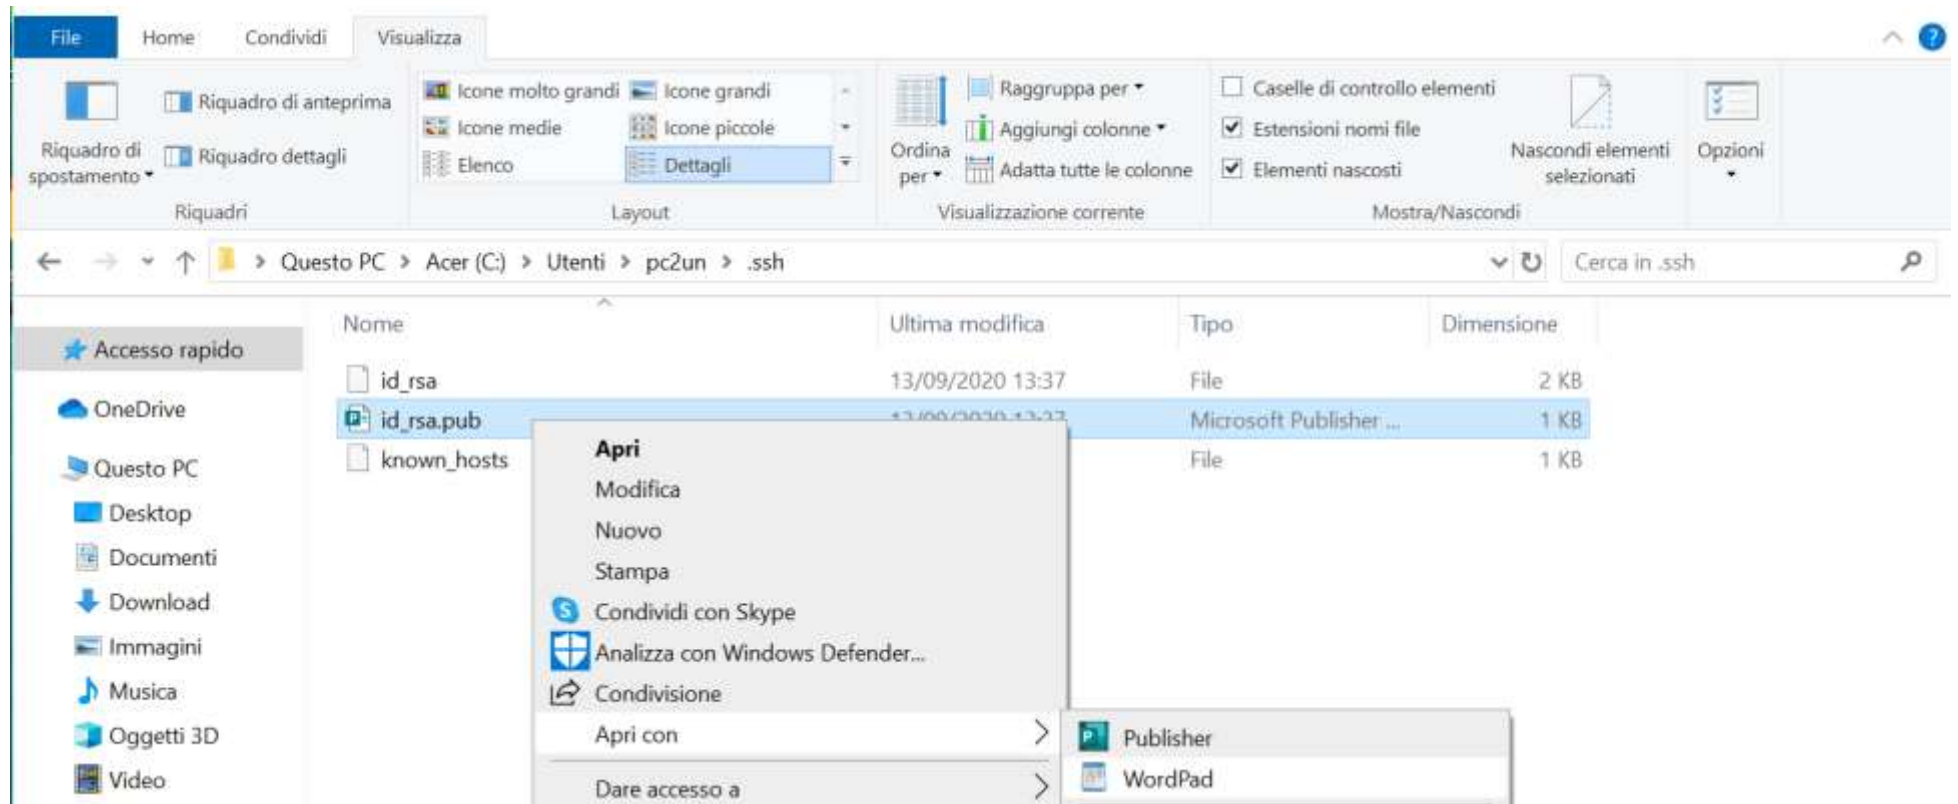 File Home Condividi Visualizza
Riquadro di spostamento
Riquadro di anteprima
Riquadro dettagli
Riquadri
Icone molto grandi Icone grandi
Icone medie Icone piccole
Elenco Dettagli
Layout
Ordina per
Raggruppa per
Aggiungi colonne
Adatta tutte le colonne
Visualizzazione corrente
Caselle di controllo elementi
Estensioni nomi file
Elementi nascosti
Nascondi elementi selezionati
Mostra/Nascondi
Opzioni
Questo PC > Acer (C:) > Utenti > pc2un > .ssh
Cerca in .ssh
Accesso rapido
OneDrive
Questo PC
Desktop
Documenti
Download
Immagini
Musica
Oggetti 3D
Video
Nome Ultima modifica Tipo Dimensione
id_rsa 13/09/2020 13:37 File 2 KB
id_rsa.pub 13/09/2020 13:37 Microsoft Publisher ... 1 KB
known_hosts File 1 KB
Apri
Modifica
Nuovo
Stampa
Condividi con Skype
Analizza con Windows Defender...
Condivisione
Apri con
Dare accesso a
Publisher
WordPad